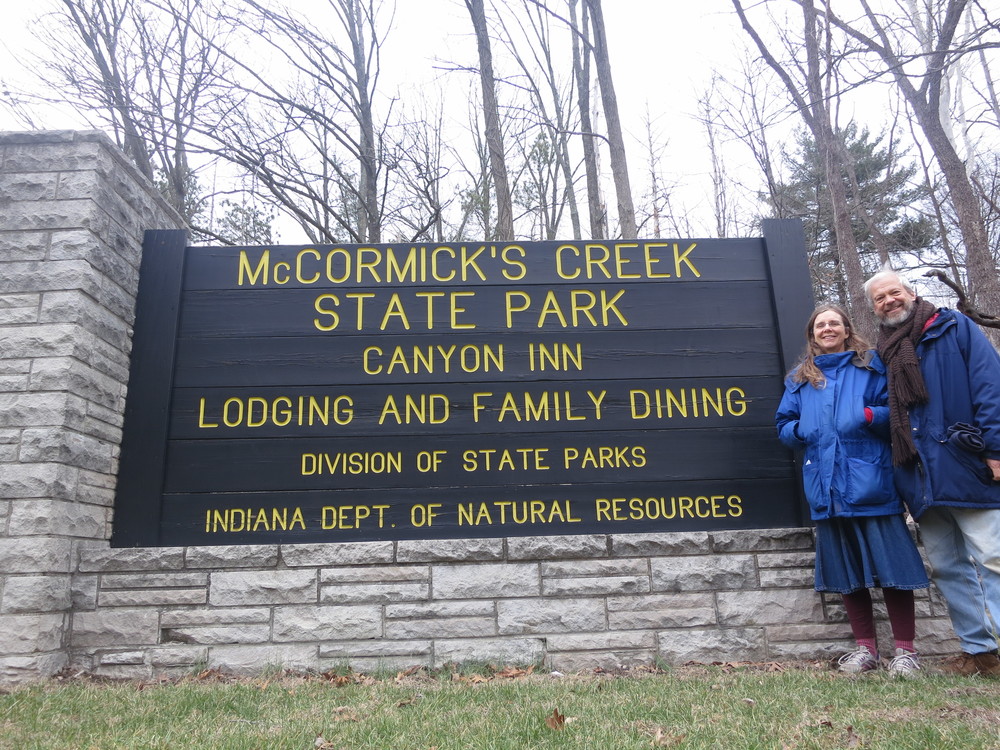 McCORMICK'S CREEK
STATE PARK
CANYON INN
LODGING AND FAMILY DINING
DIVISION OF STATE PARKS
INDIANA DEPT. OF NATURAL RESOURCES